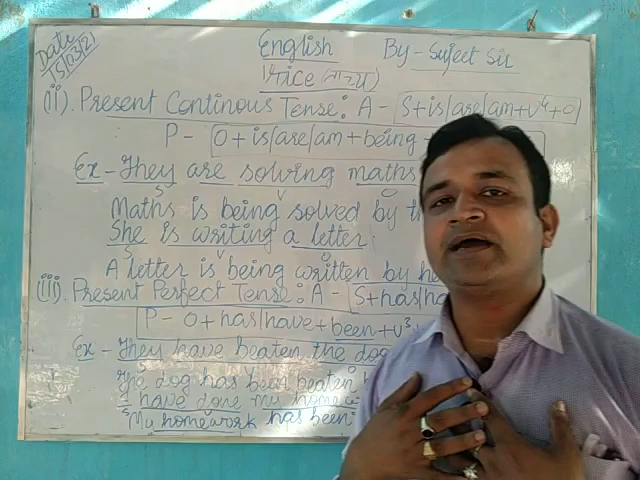 Date
15/03/21
English
By - Sujeet Sir
Voice (वाच्य)
(ii). Present Continous Tense: A - S+is/are/am+v⁴+O
P - O+is/are/am+being +
Ex - They are solving maths
S V O
Maths is being solved by
She is writing a letter.
S V O
A letter is being written by he
(iii). Present Perfect Tense: A - S+has/ha
P - O+has/have+been+v³
Ex - They have beaten the dog
The dog has been beaten
I have done my home
My homework has been